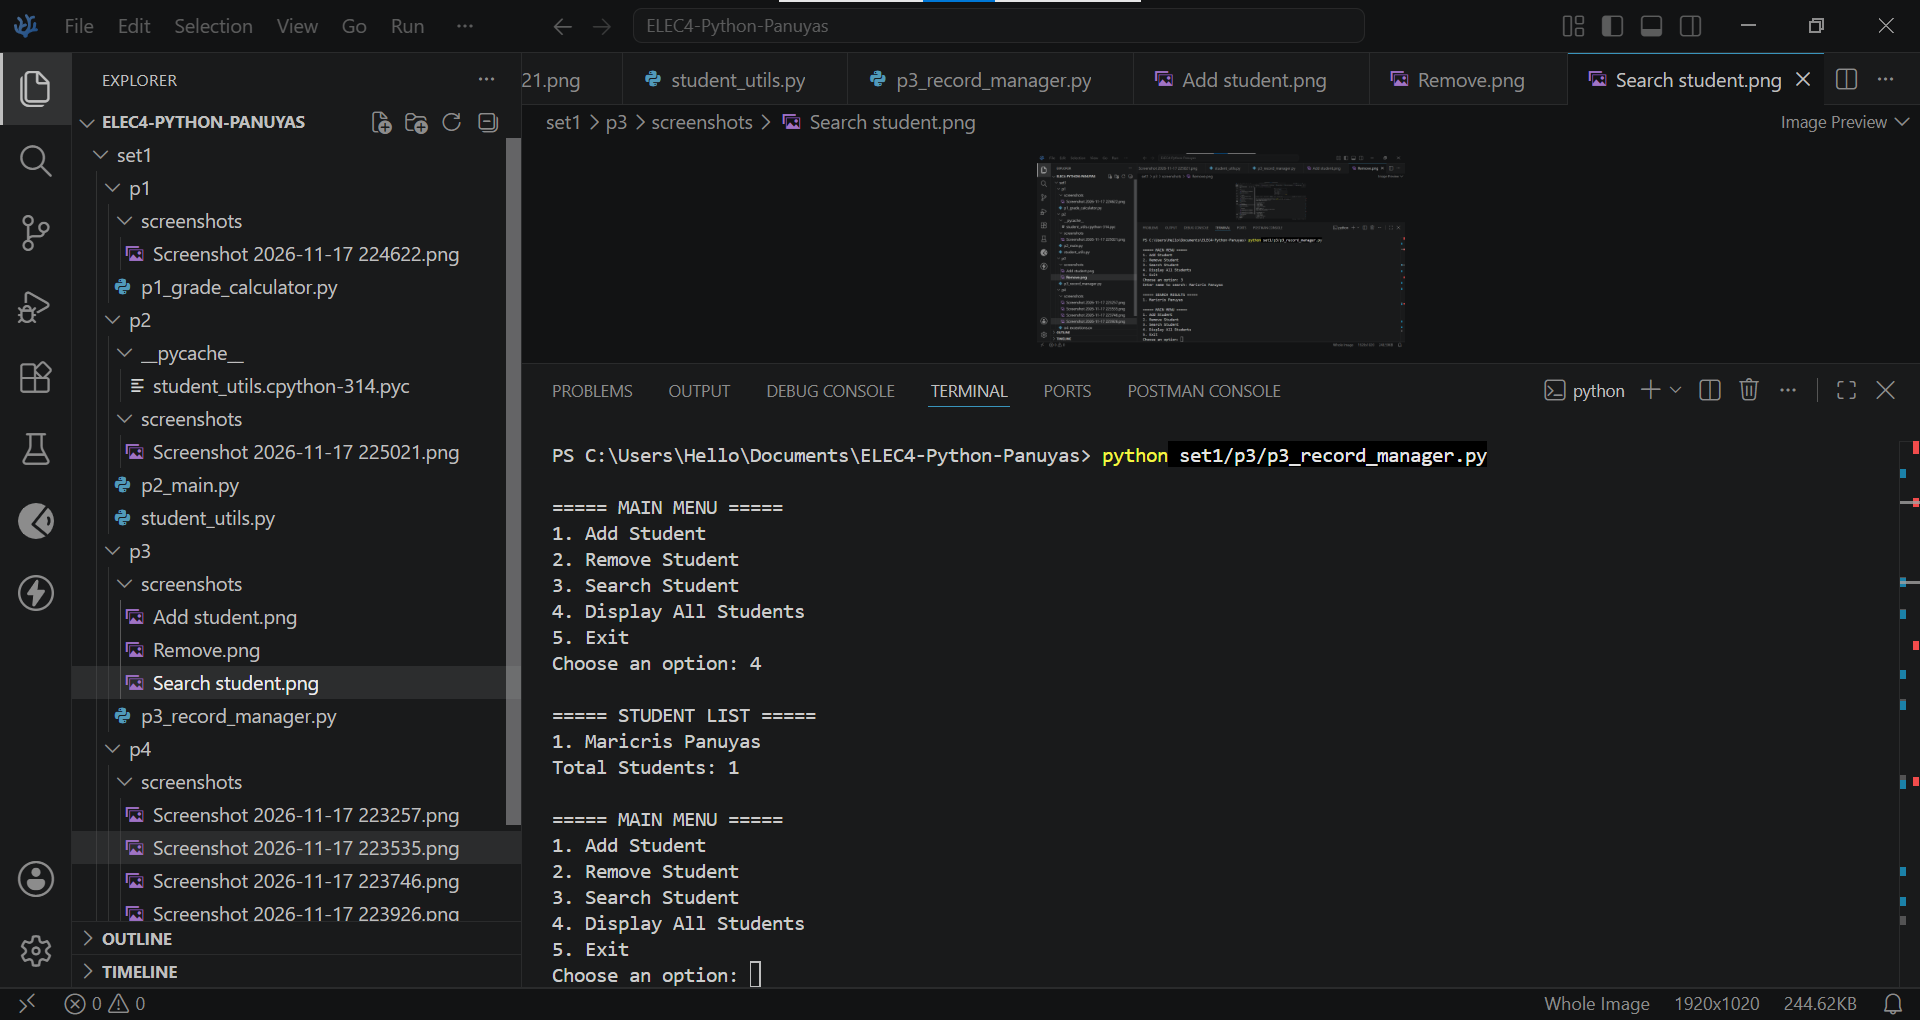 File Edit Selection View Go Run ··· ELEC4-Python-Panuyas
EXPLORER ···
ELEC4-PYTHON-PANUYAS
set1
p1
screenshots
Screenshot 2026-11-17 224622.png
p1_grade_calculator.py
p2
__pycache__
student_utils.cpython-314.pyc
screenshots
Screenshot 2026-11-17 225021.png
p2_main.py
student_utils.py
p3
screenshots
Add student.png
Remove.png
Search student.png
p3_record_manager.py
p4
screenshots
Screenshot 2026-11-17 223257.png
Screenshot 2026-11-17 223535.png
Screenshot 2026-11-17 223746.png
Screenshot 2026-11-17 223926.png
OUTLINE
TIMELINE
21.png student_utils.py p3_record_manager.py Add student.png Remove.png Search student.png ···
set1 > p3 > screenshots > Search student.png Image Preview
PROBLEMS OUTPUT DEBUG CONSOLE TERMINAL PORTS POSTMAN CONSOLE python ···
PS C:\Users\Hello\Documents\ELEC4-Python-Panuyas> python set1/p3/p3_record_manager.py
===== MAIN MENU =====
1. Add Student
2. Remove Student
3. Search Student
4. Display All Students
5. Exit
Choose an option: 4
===== STUDENT LIST =====
1. Maricris Panuyas
Total Students: 1
===== MAIN MENU =====
1. Add Student
2. Remove Student
3. Search Student
4. Display All Students
5. Exit
Choose an option:
0 0 Whole Image 1920x1020 244.62KB